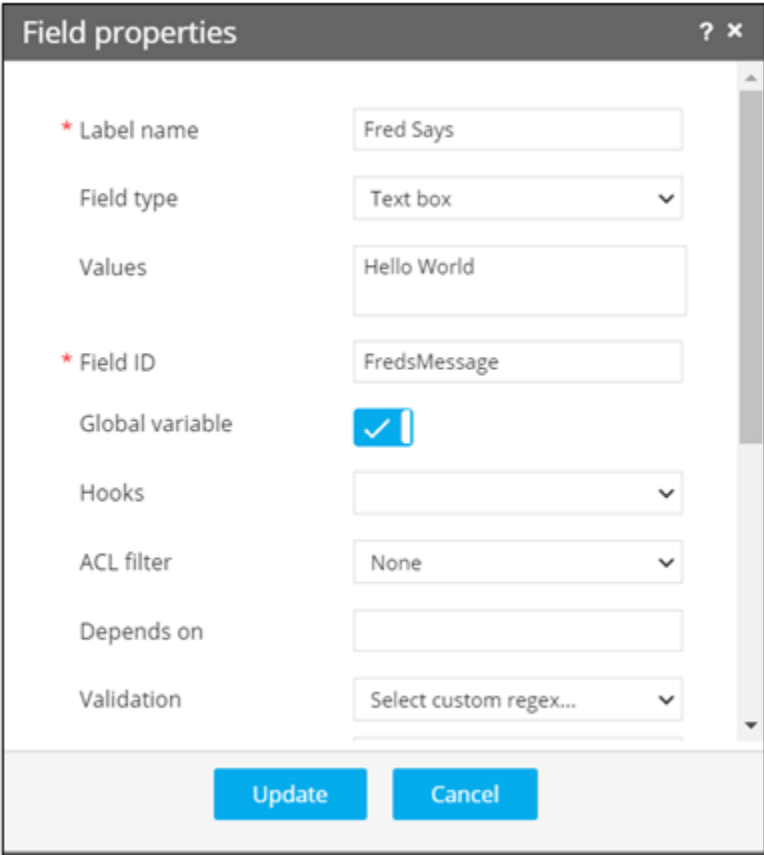 Field properties ? ×
* Label name Fred Says
Field type Text box
Values Hello World
* Field ID FredsMessage
Global variable
Hooks
ACL filter None
Depends on
Validation Select custom regex...
Update Cancel